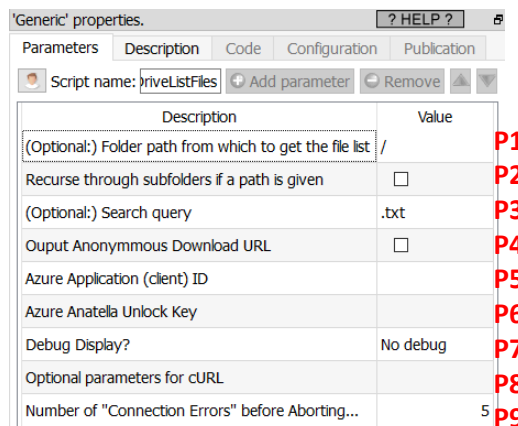 'Generic' properties. ? HELP ?
Parameters Description Code Configuration Publication
Script name: DriveListFiles Add parameter Remove
Description Value
(Optional:) Folder path from which to get the file list / P1
Recurse through subfolders if a path is given P2
(Optional:) Search query .txt P3
Ouput Anonymmous Download URL P4
Azure Application (client) ID P5
Azure Anatella Unlock Key P6
Debug Display? No debug P7
Optional parameters for cURL P8
Number of "Connection Errors" before Aborting... 5 P9